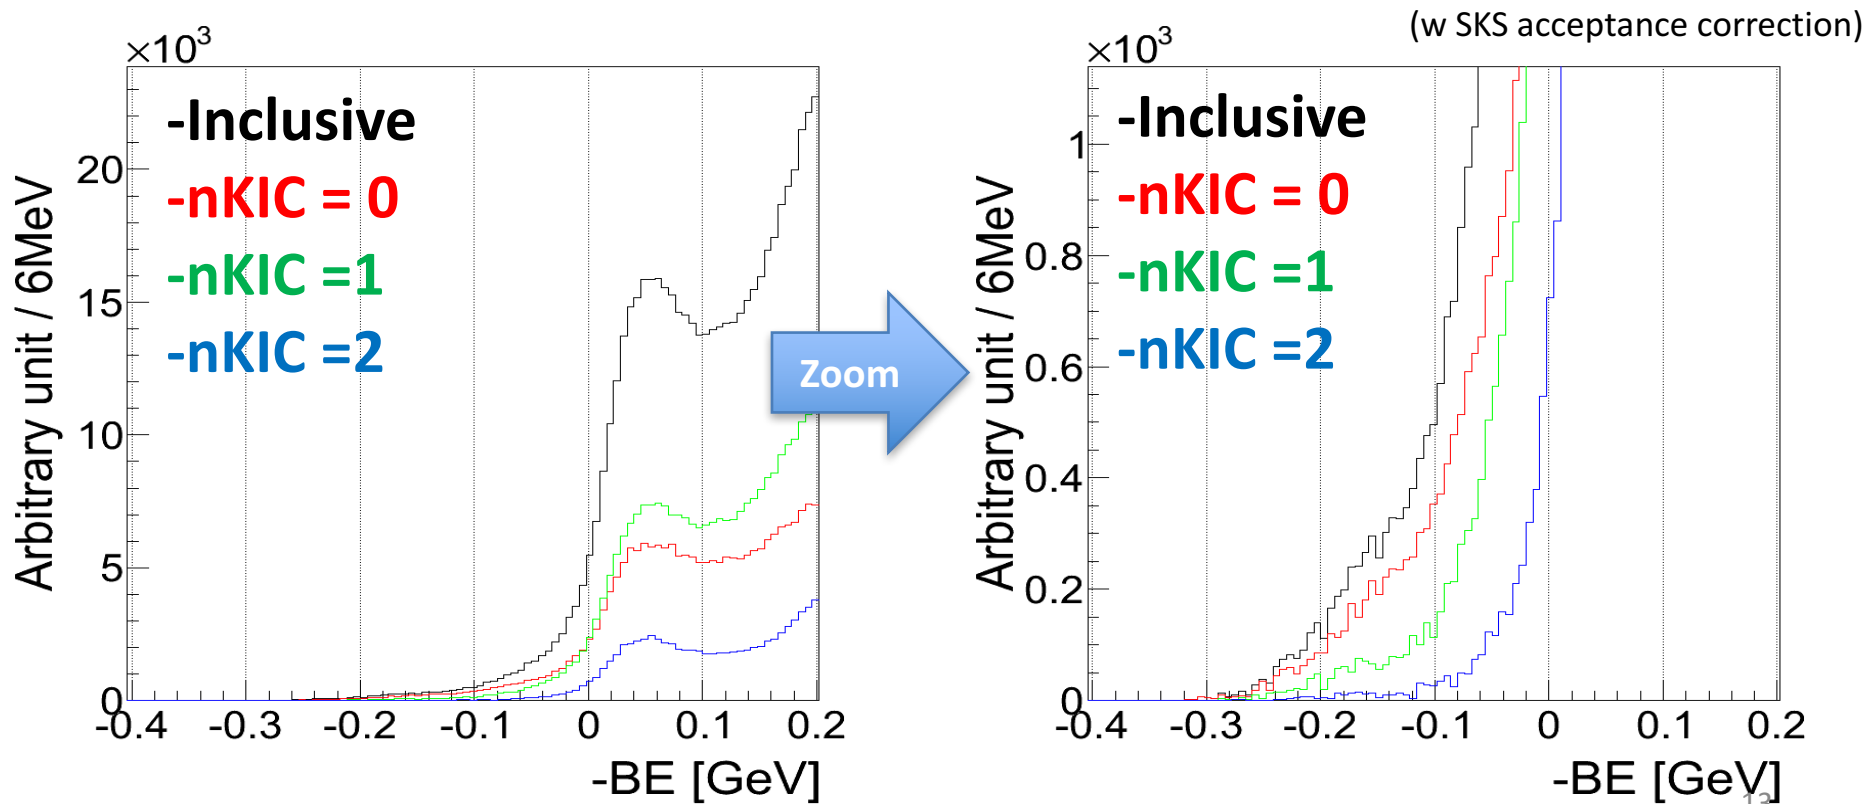 (w SKS acceptance correction)
×10³
-Inclusive
-nKIC = 0
-nKIC =1
-nKIC =2
Arbitrary unit / 6MeV
20
15
10
5
0
-0.4 -0.3 -0.2 -0.1 0 0.1 0.2
-BE [GeV]
Zoom
×10³
-Inclusive
-nKIC = 0
-nKIC =1
-nKIC =2
Arbitrary unit / 6MeV
1
0.8
0.6
0.4
0.2
0
-0.4 -0.3 -0.2 -0.1 0 0.1 0.2
-BE [GeV]